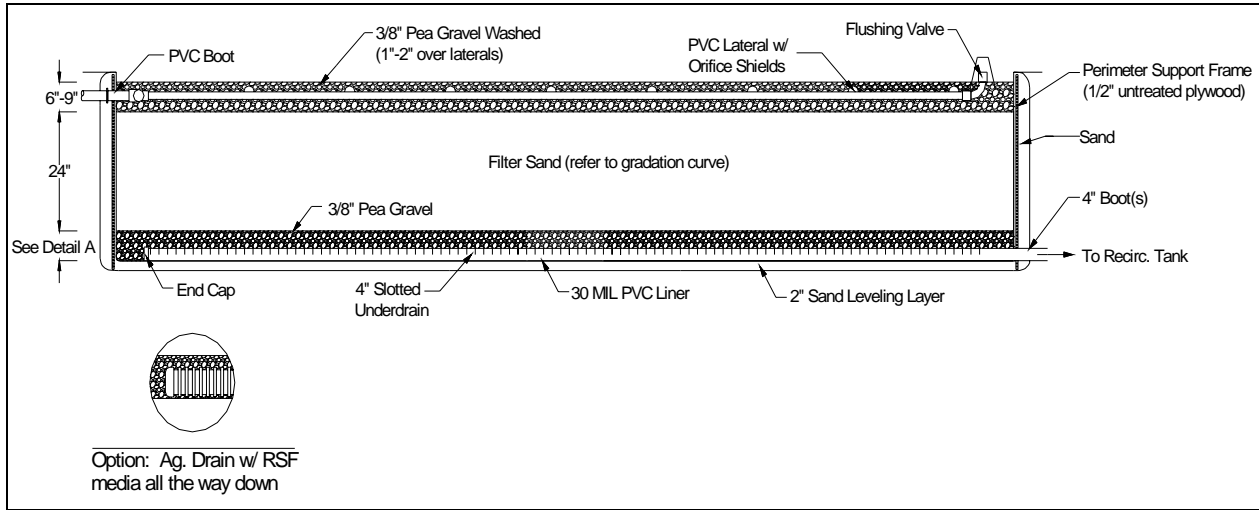 3/8" Pea Gravel Washed
(1"-2" over laterals)
Flushing Valve
PVC Boot
PVC Lateral w/
Orifice Shields
Perimeter Support Frame
(1/2" untreated plywood)
6"-9"
Sand
Filter Sand (refer to gradation curve)
24"
3/8" Pea Gravel
4" Boot(s)
See Detail A
To Recirc. Tank
End Cap
4" Slotted
Underdrain
30 MIL PVC Liner
2" Sand Leveling Layer
Option: Ag. Drain w/ RSF
media all the way down